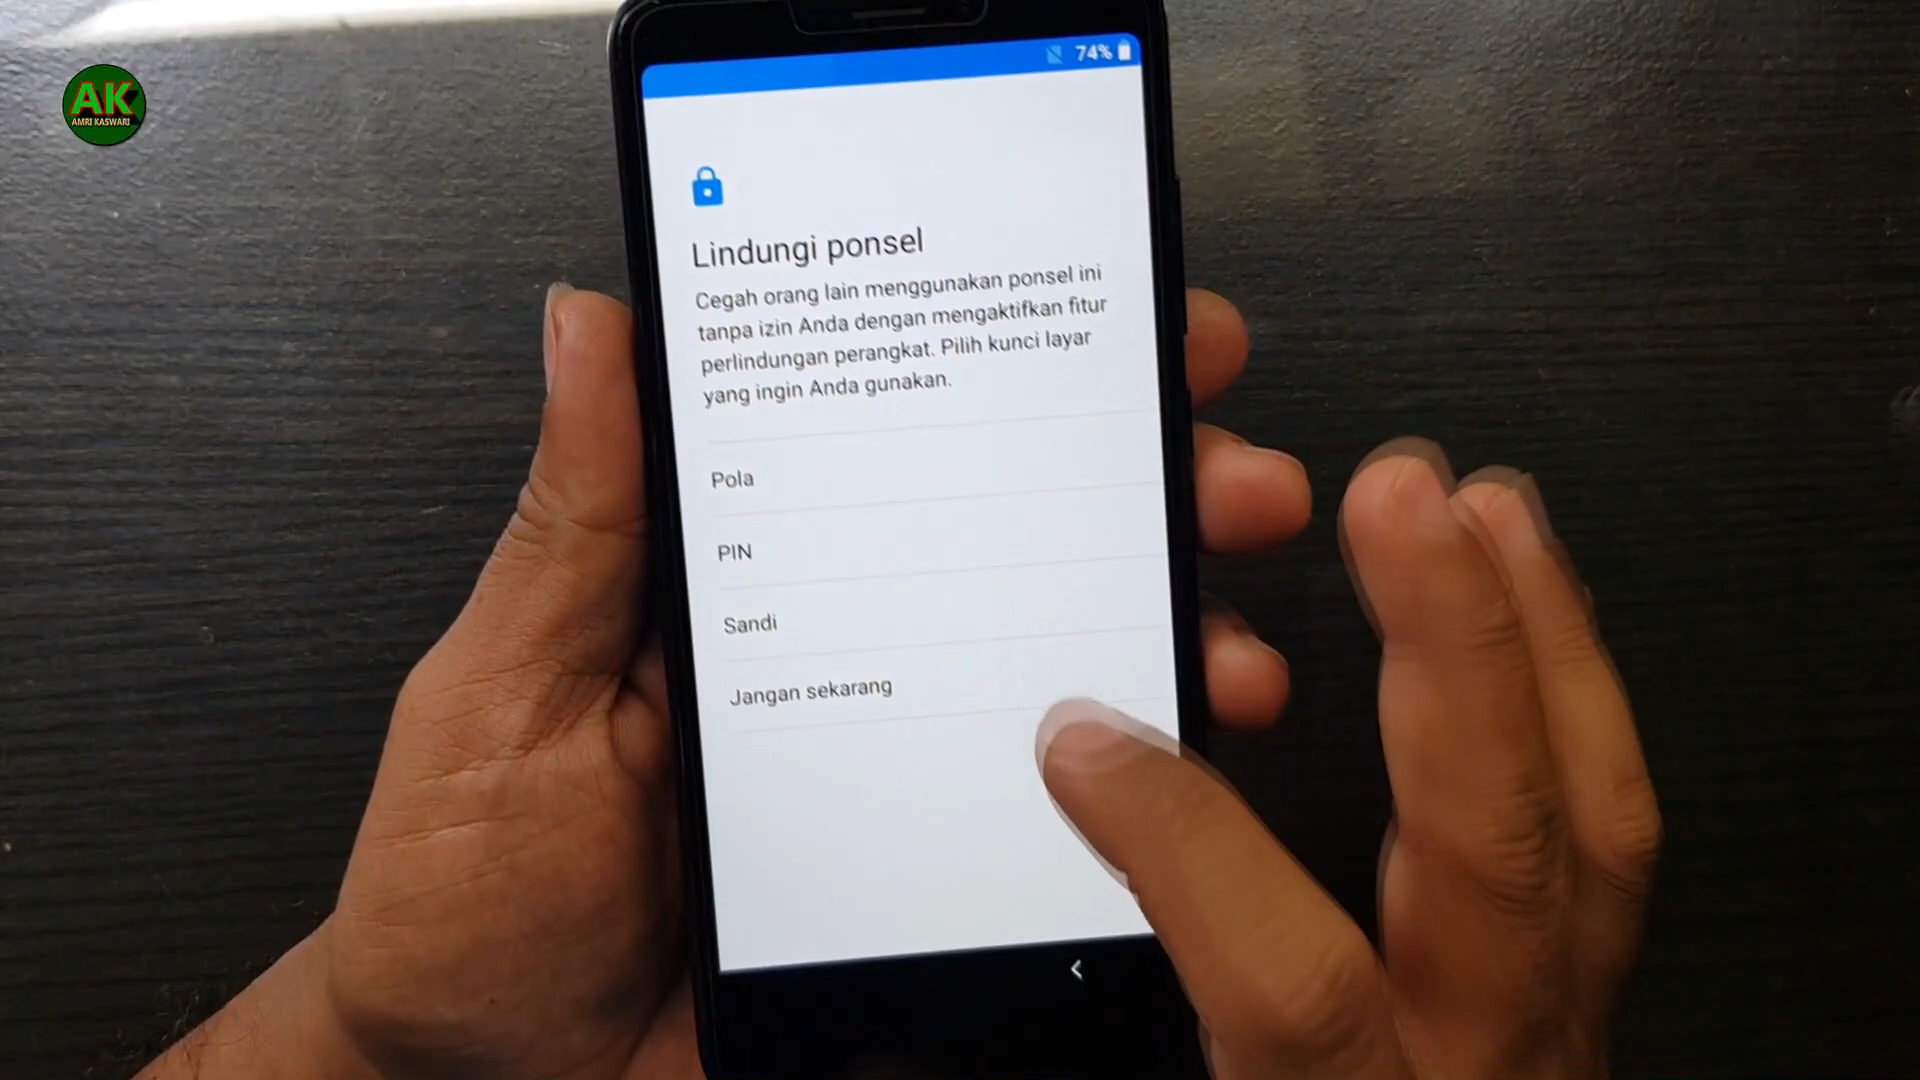 AK
AMRI KASWARI
74%
Lindungi ponsel
Cegah orang lain menggunakan ponsel ini
tanpa izin Anda dengan mengaktifkan fitur
perlindungan perangkat. Pilih kunci layar
yang ingin Anda gunakan.
Pola
PIN
Sandi
Jangan sekarang